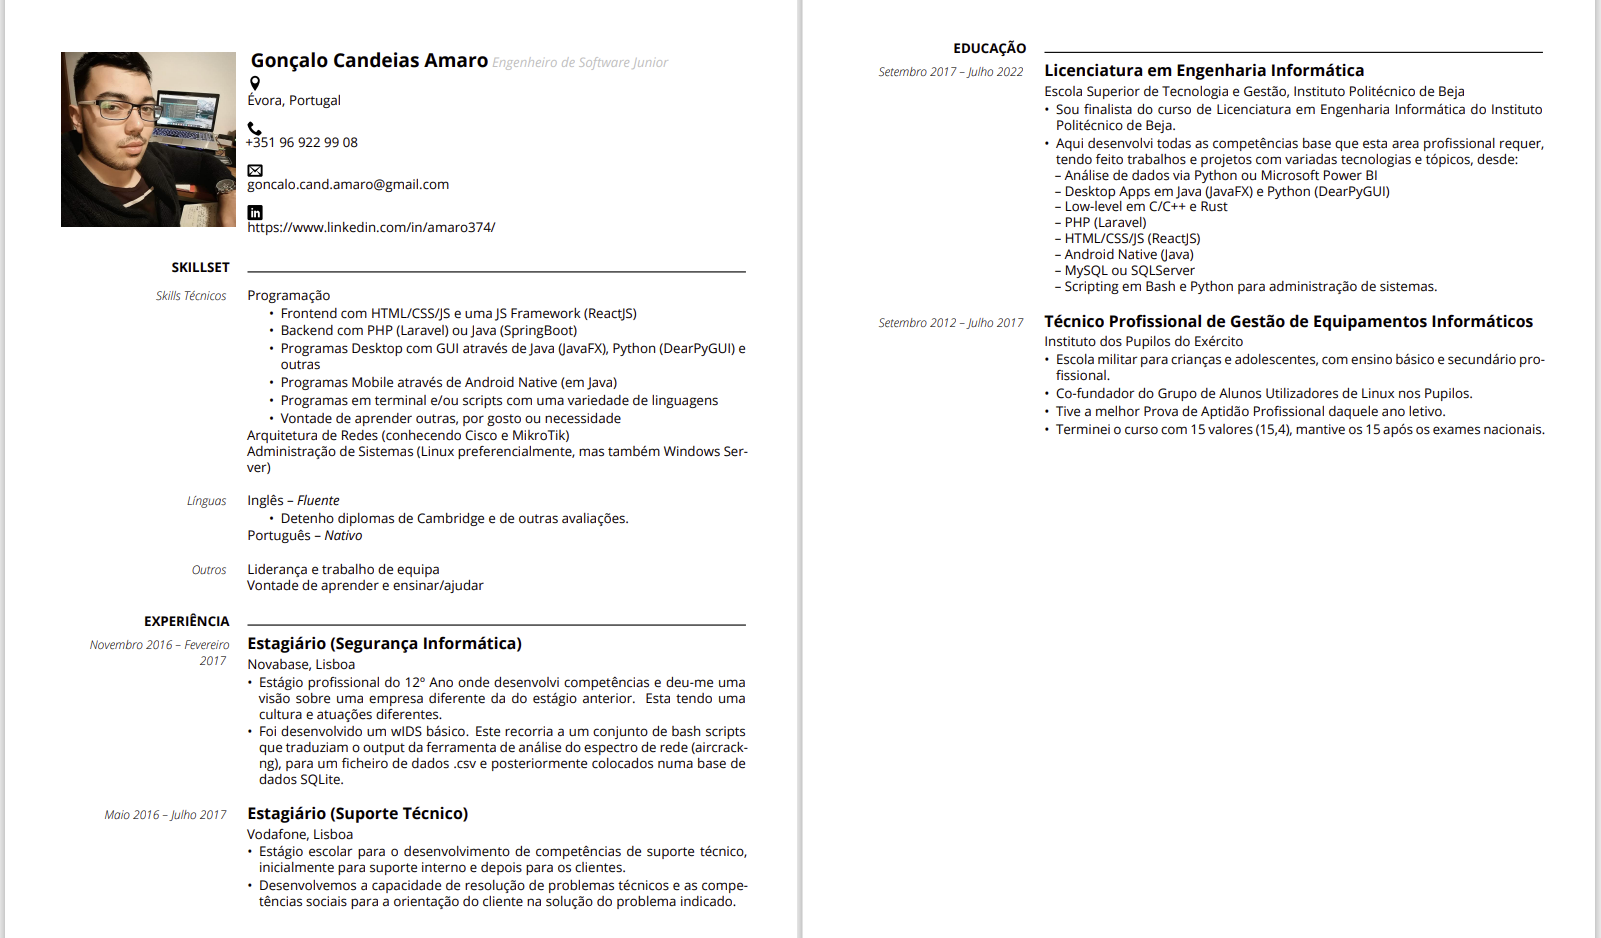 Gonçalo Candeias Amaro Engenheiro de Software Junior
Évora, Portugal
+351 96 922 99 08
goncalo.cand.amaro@gmail.com
in
https://www.linkedin.com/in/amaro374/
SKILLSET
Skills Técnicos
Programação
• Frontend com HTML/CSS/JS e uma JS Framework (ReactJS)
• Backend com PHP (Laravel) ou Java (SpringBoot)
• Programas Desktop com GUI através de Java (JavaFX), Python (DearPyGUI) e
outras
• Programas Mobile através de Android Native (em Java)
• Programas em terminal e/ou scripts com uma variedade de linguagens
• Vontade de aprender outras, por gosto ou necessidade
Arquitetura de Redes (conhecendo Cisco e MikroTik)
Administração de Sistemas (Linux preferencialmente, mas também Windows Ser-
ver)
Línguas
Inglês – Fluente
• Detenho diplomas de Cambridge e de outras avaliações.
Português – Nativo
Outros
Liderança e trabalho de equipa
Vontade de aprender e ensinar/ajudar
EXPERIÊNCIA
Novembro 2016 – Fevereiro
2017
Estagiário (Segurança Informática)
Novabase, Lisboa
• Estágio profissional do 12º Ano onde desenvolvi competências e deu-me uma
visão sobre uma empresa diferente da do estágio anterior. Esta tendo uma
cultura e atuações diferentes.
• Foi desenvolvido um wIDS básico. Este recorria a um conjunto de bash scripts
que traduziam o output da ferramenta de análise do espectro de rede (aircrack-
ng), para um ficheiro de dados .csv e posteriormente colocados numa base de
dados SQLite.
Maio 2016 – Julho 2017
Estagiário (Suporte Técnico)
Vodafone, Lisboa
• Estágio escolar para o desenvolvimento de competências de suporte técnico,
inicialmente para suporte interno e depois para os clientes.
• Desenvolvemos a capacidade de resolução de problemas técnicos e as compe-
tências sociais para a orientação do cliente na solução do problema indicado.
EDUCAÇÃO
Setembro 2017 – Julho 2022
Licenciatura em Engenharia Informática
Escola Superior de Tecnologia e Gestão, Instituto Politécnico de Beja
• Sou finalista do curso de Licenciatura em Engenharia Informática do Instituto
Politécnico de Beja.
• Aqui desenvolvi todas as competências base que esta area profissional requer,
tendo feito trabalhos e projetos com variadas tecnologias e tópicos, desde:
– Análise de dados via Python ou Microsoft Power BI
– Desktop Apps em Java (JavaFX) e Python (DearPyGUI)
– Low-level em C/C++ e Rust
– PHP (Laravel)
– HTML/CSS/JS (ReactJS)
– Android Native (Java)
– MySQL ou SQLServer
– Scripting em Bash e Python para administração de sistemas.
Setembro 2012 – Julho 2017
Técnico Profissional de Gestão de Equipamentos Informáticos
Instituto dos Pupilos do Exército
• Escola militar para crianças e adolescentes, com ensino básico e secundário pro-
fissional.
• Co-fundador do Grupo de Alunos Utilizadores de Linux nos Pupilos.
• Tive a melhor Prova de Aptidão Profissional daquele ano letivo.
• Terminei o curso com 15 valores (15,4), mantive os 15 após os exames nacionais.